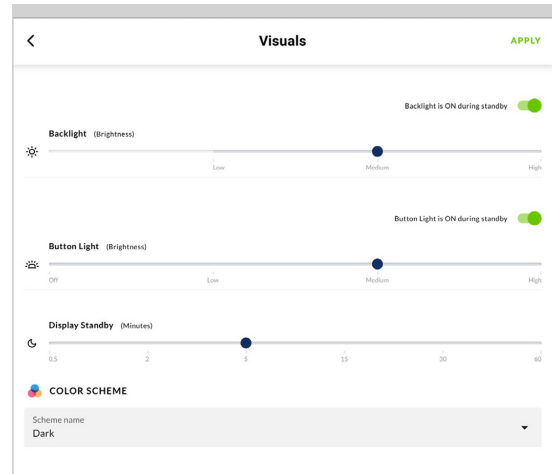 Visuals
APPLY
Backlight is ON during standby
Backlight (Brightness)
Low Medium High
Button Light is ON during standby
Button Light (Brightness)
Off Low Medium High
Display Standby (Minutes)
0.5 2 5 15 30 60
COLOR SCHEME
Scheme name
Dark